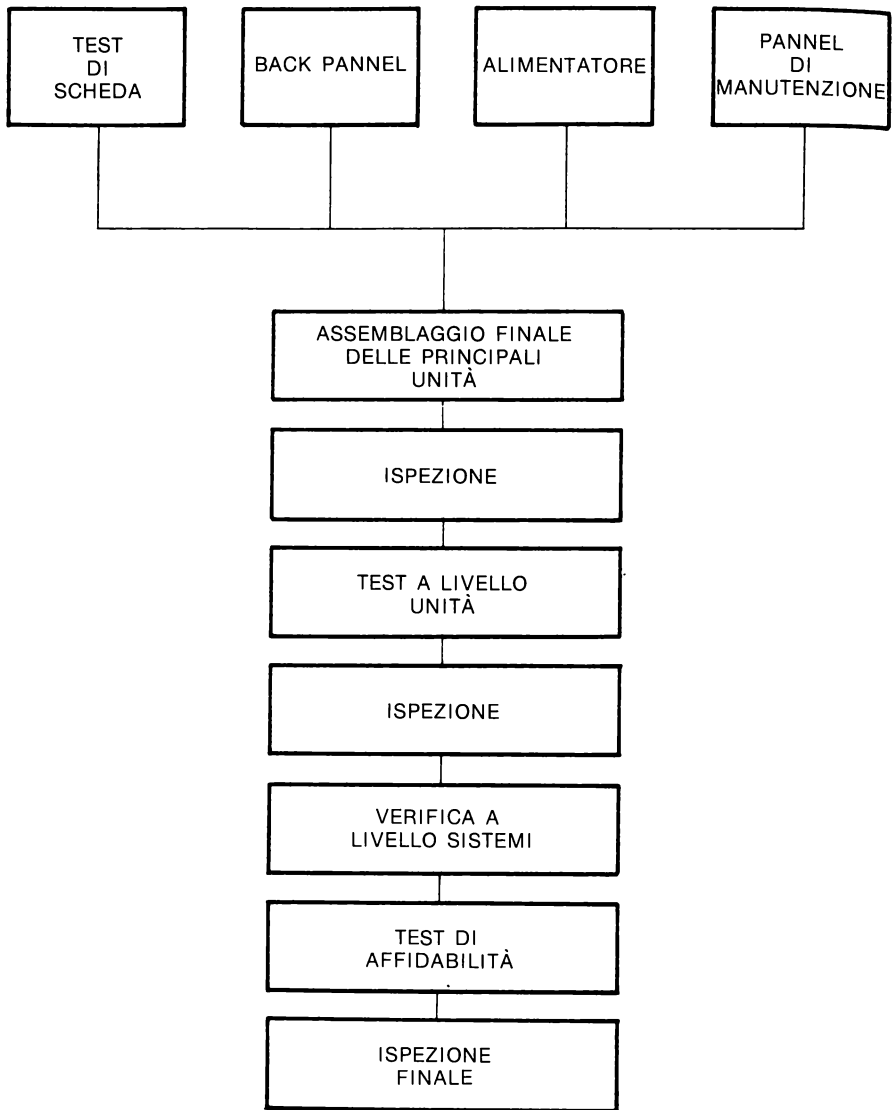 TEST
DI
SCHEDA
BACK PANNEL
ALIMENTATORE
PANNEL
DI
MANUTENZIONE
ASSEMBLAGGIO FINALE
DELLE PRINCIPALI
UNITÀ
ISPEZIONE
TEST A LIVELLO
UNITÀ
ISPEZIONE
VERIFICA A
LIVELLO SISTEMI
TEST DI
AFFIDABILITÀ
ISPEZIONE
FINALE